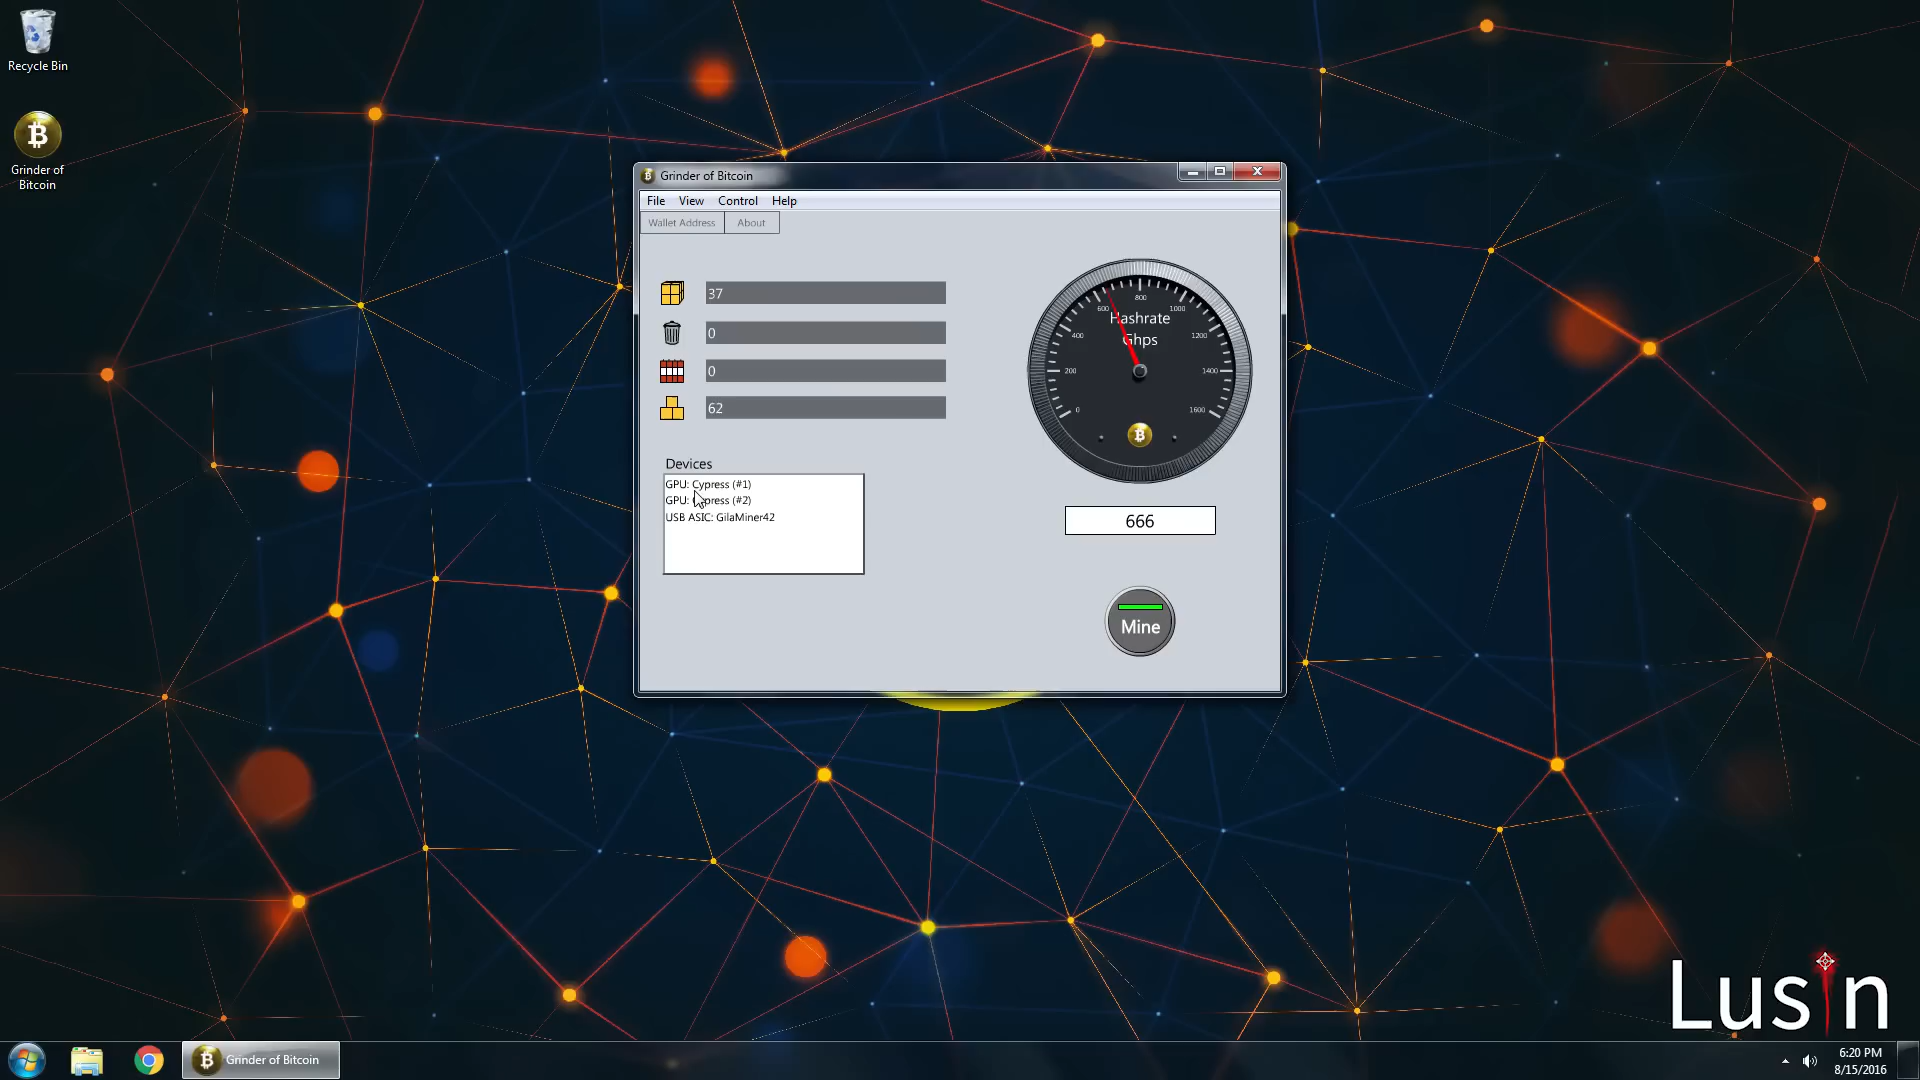 Recycle Bin
Grinder of
Bitcoin
Grinder of Bitcoin
File View Control Help
Wallet Address About
37
0
0
62
Devices
GPU: Cypress (#1)
GPU: Cypress (#2)
USB ASIC: GilaMiner42
0
200
400
600
800
1000
1200
1400
1600
Hashrate
Ghps
666
Mine
Lusin
Grinder of Bitcoin
6:20 PM
8/15/2016